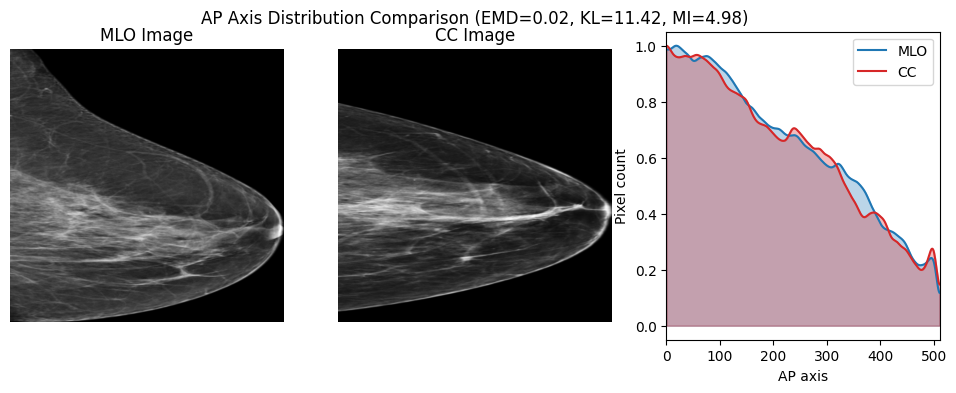 AP Axis Distribution Comparison (EMD=0.02, KL=11.42, MI=4.98)
MLO Image
CC Image
MLO
CC
Pixel count
1.0
0.8
0.6
0.4
0.2
0.0
0 100 200 300 400 500
AP axis